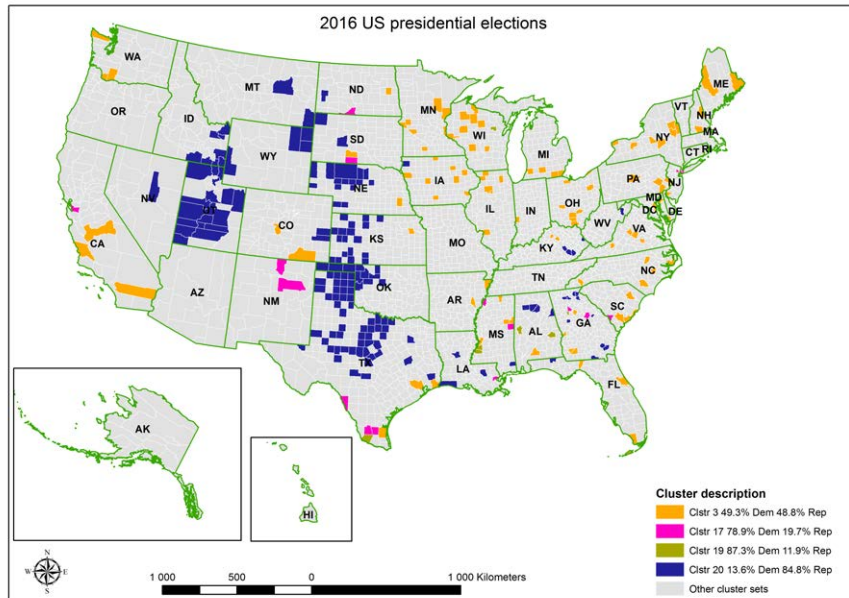 2016 US presidential elections
WA
MT
ND
MN
ME
OR
ID
SD
WI
VT
NH
NY
MA
WY
MI
CT
RI
IA
PA
NJ
NE
NV
UT
IL
IN
OH
MD
DC
DE
CO
WV
CA
KS
MO
KY
VA
NC
TN
OK
AZ
NM
AR
SC
MS
AL
GA
TX
LA
FL
AK
HI
Cluster description
Clstr 3 49.3% Dem 48.8% Rep
Clstr 17 78.9% Dem 19.7% Rep
Clstr 19 87.3% Dem 11.9% Rep
Clstr 20 13.6% Dem 84.8% Rep
Other cluster sets
N
W E
S
1 000 500 0 1 000 Kilometers